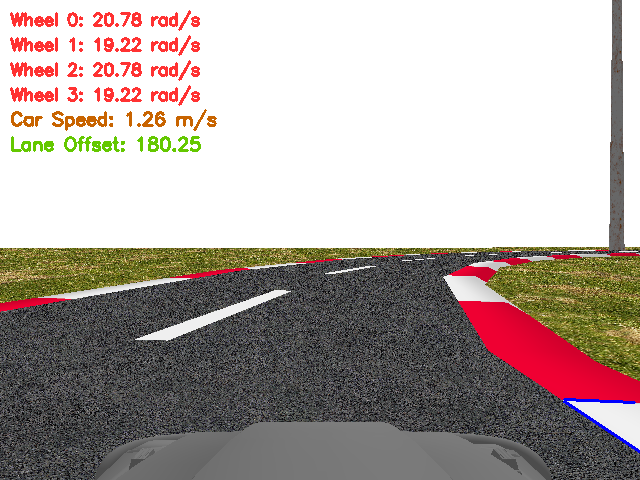 Wheel 0: 20.78 rad/s
Wheel 1: 19.22 rad/s
Wheel 2: 20.78 rad/s
Wheel 3: 19.22 rad/s
Car Speed: 1.26 m/s
Lane Offset: 180.25